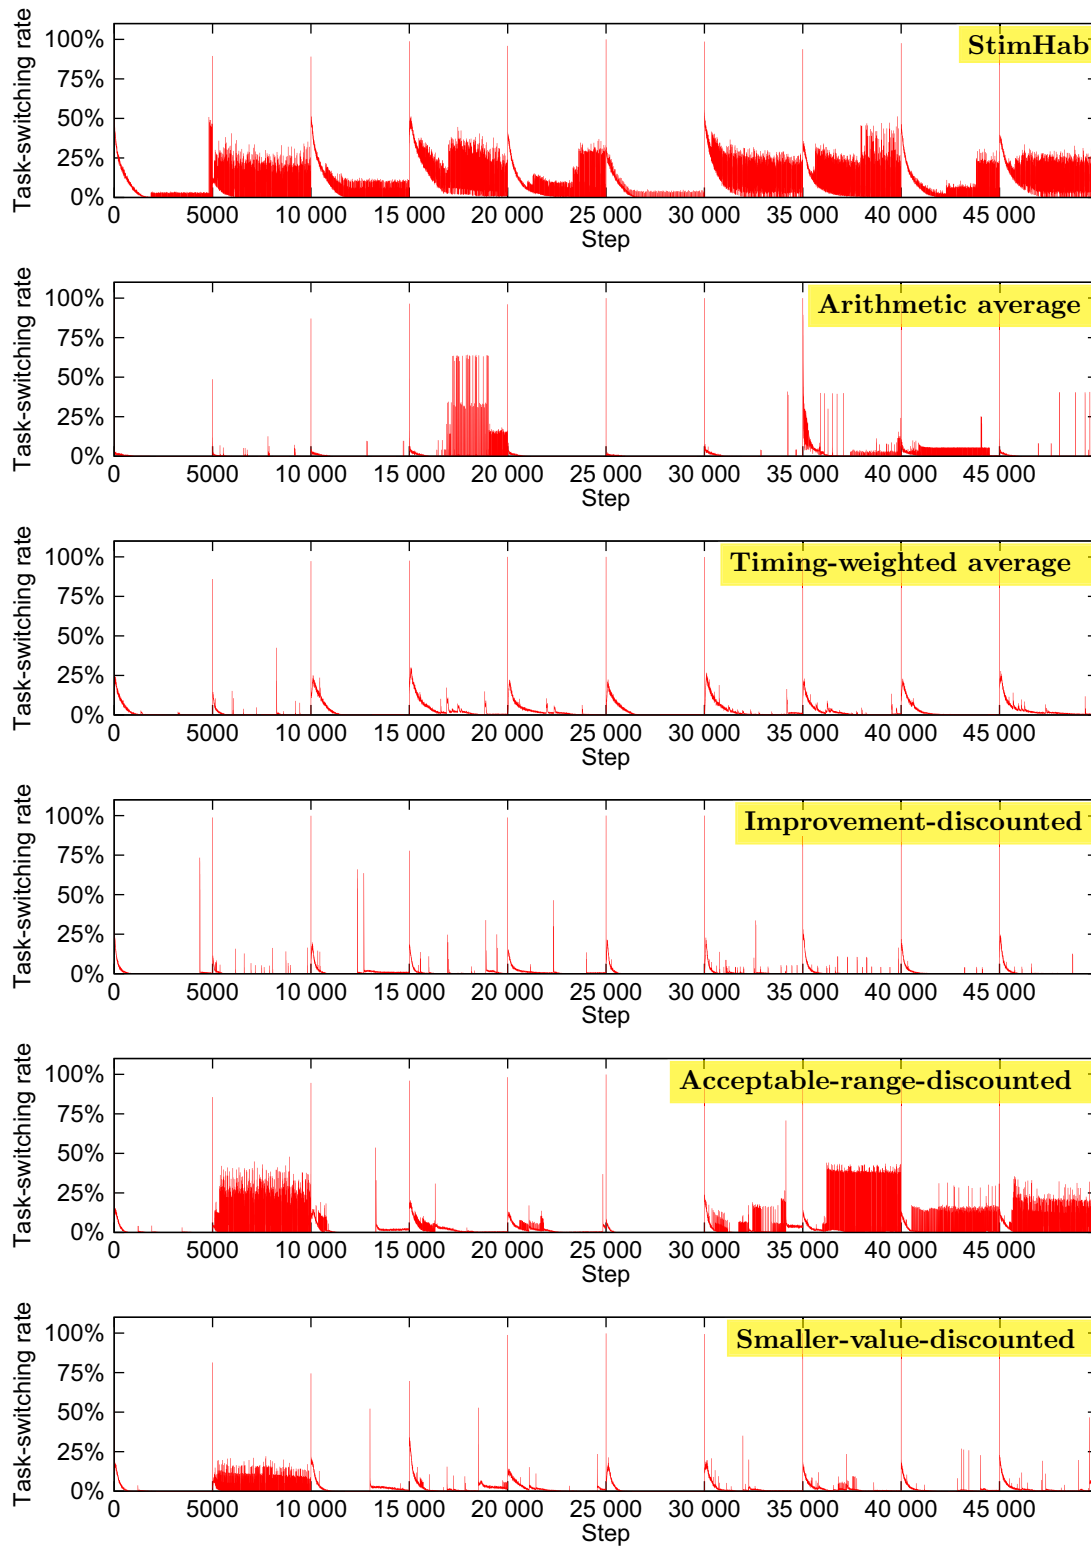 Task-switching rate
100%
75%
50%
25%
0%
StimHab
0 5000 10 000 15 000 20 000 25 000 30 000 35 000 40 000 45 000
Step
Task-switching rate
100%
75%
50%
25%
0%
Arithmetic average
0 5000 10 000 15 000 20 000 25 000 30 000 35 000 40 000 45 000
Step
Task-switching rate
100%
75%
50%
25%
0%
Timing-weighted average
0 5000 10 000 15 000 20 000 25 000 30 000 35 000 40 000 45 000
Step
Task-switching rate
100%
75%
50%
25%
0%
Improvement-discounted
0 5000 10 000 15 000 20 000 25 000 30 000 35 000 40 000 45 000
Step
Task-switching rate
100%
75%
50%
25%
0%
Acceptable-range-discounted
0 5000 10 000 15 000 20 000 25 000 30 000 35 000 40 000 45 000
Step
Task-switching rate
100%
75%
50%
25%
0%
Smaller-value-discounted
0 5000 10 000 15 000 20 000 25 000 30 000 35 000 40 000 45 000
Step